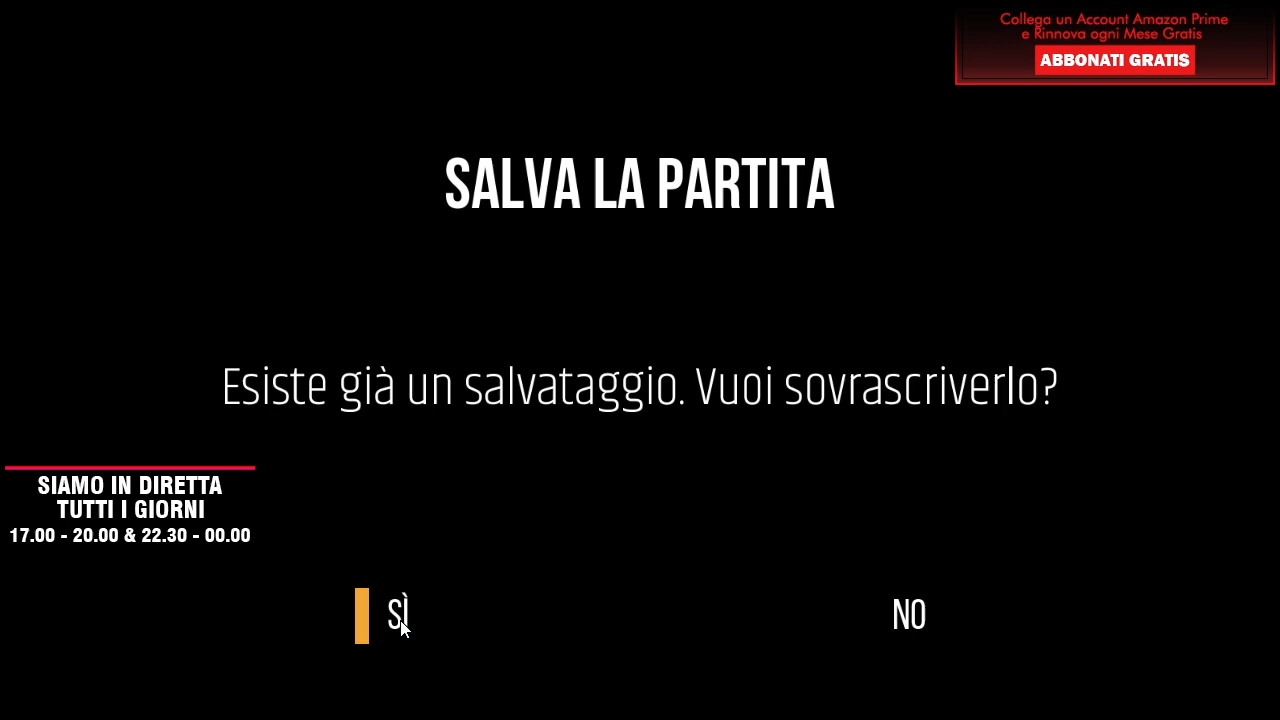 Collega un Account Amazon Prime
e Rinnova ogni Mese Gratis
ABBONATI GRATIS
SALVA LA PARTITA
Esiste già un salvataggio. Vuoi sovrascriverlo?
SIAMO IN DIRETTA
TUTTI I GIORNI
17.00 - 20.00 & 22.30 - 00.00
SÌ
NO